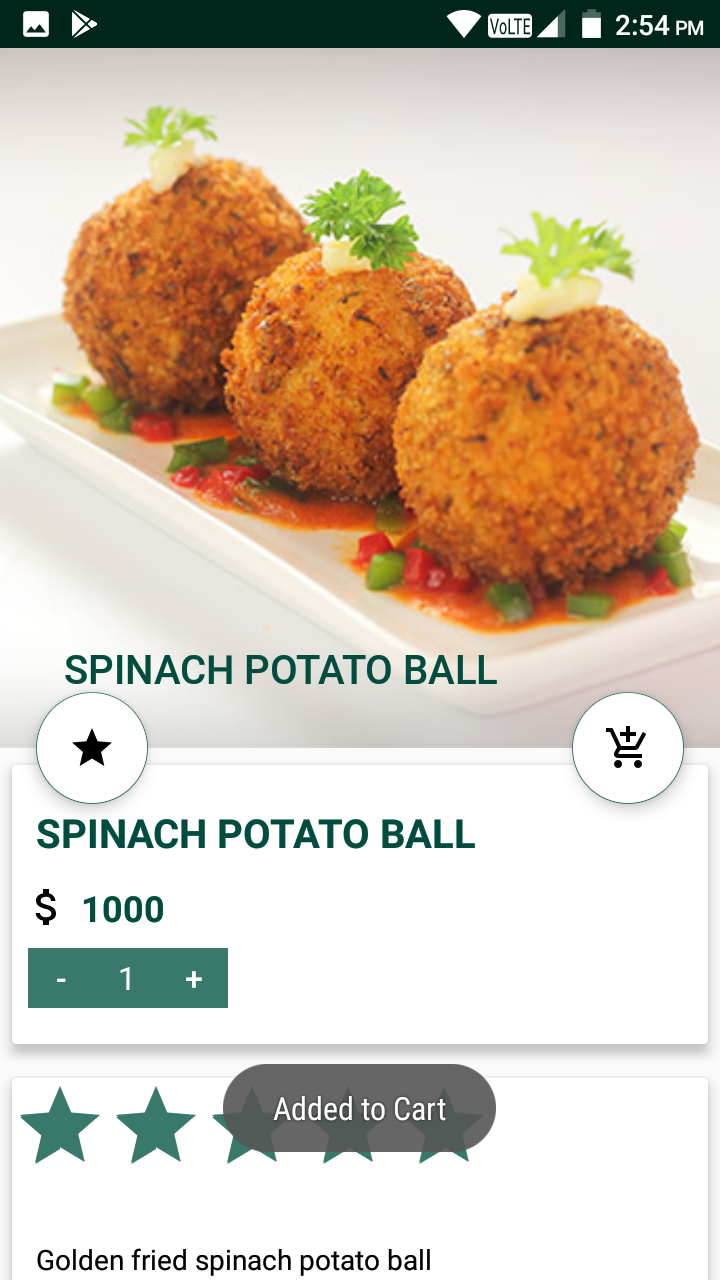 VoLTE 2:54 PM
SPINACH POTATO BALL
SPINACH POTATO BALL
$ 1000
- 1 +
Added to Cart
Golden fried spinach potato ball